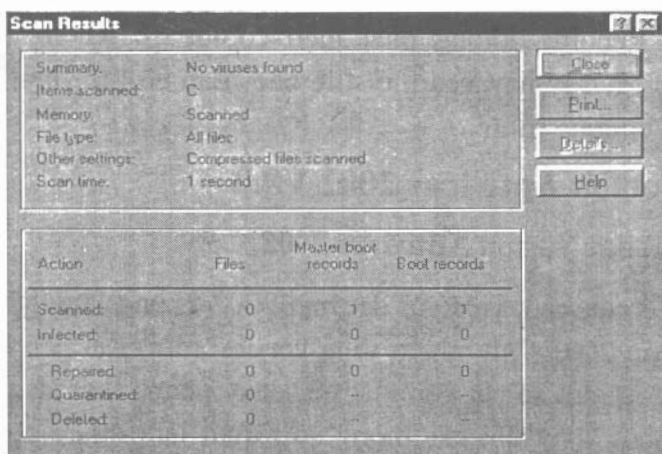 Scan Results
Summary: No viruses found
Items scanned: C:
Memory: Scanned
File type: All files
Other settings: Compressed files scanned
Scan time: 1 second
Close
Print...
Details...
Help
Action Files Master boot records Boot records
Scanned: 0 1 1
Infected: 0 0 0
Repaired: 0 0 0
Quarantined: 0 -- --
Deleted: 0 -- --